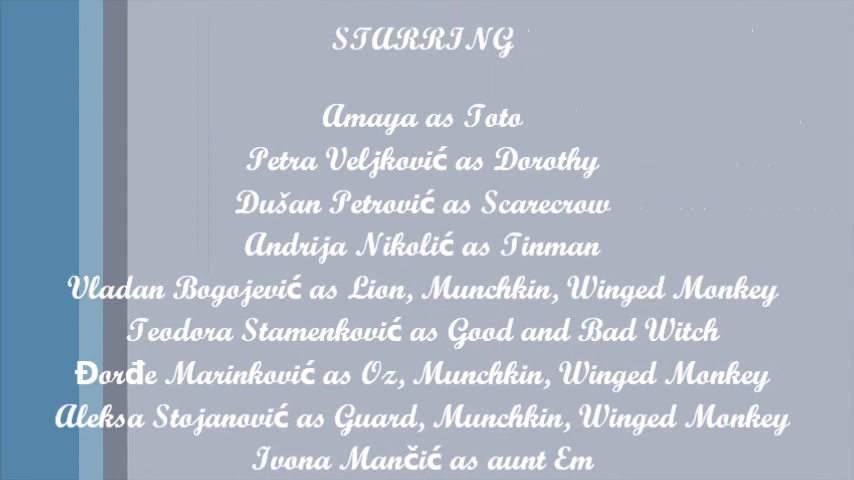 STARRING
Amaya as Toto
Petra Veljković as Dorothy
Dušan Petrović as Scarecrow
Andrija Nikolić as Tinman
Vladan Bogojević as Lion, Munchkin, Winged Monkey
Teodora Stamenković as Good and Bad Witch
Đorđe Marinković as Oz, Munchkin, Winged Monkey
Aleksa Stojanović as Guard, Munchkin, Winged Monkey
Ivona Mančić as aunt Em